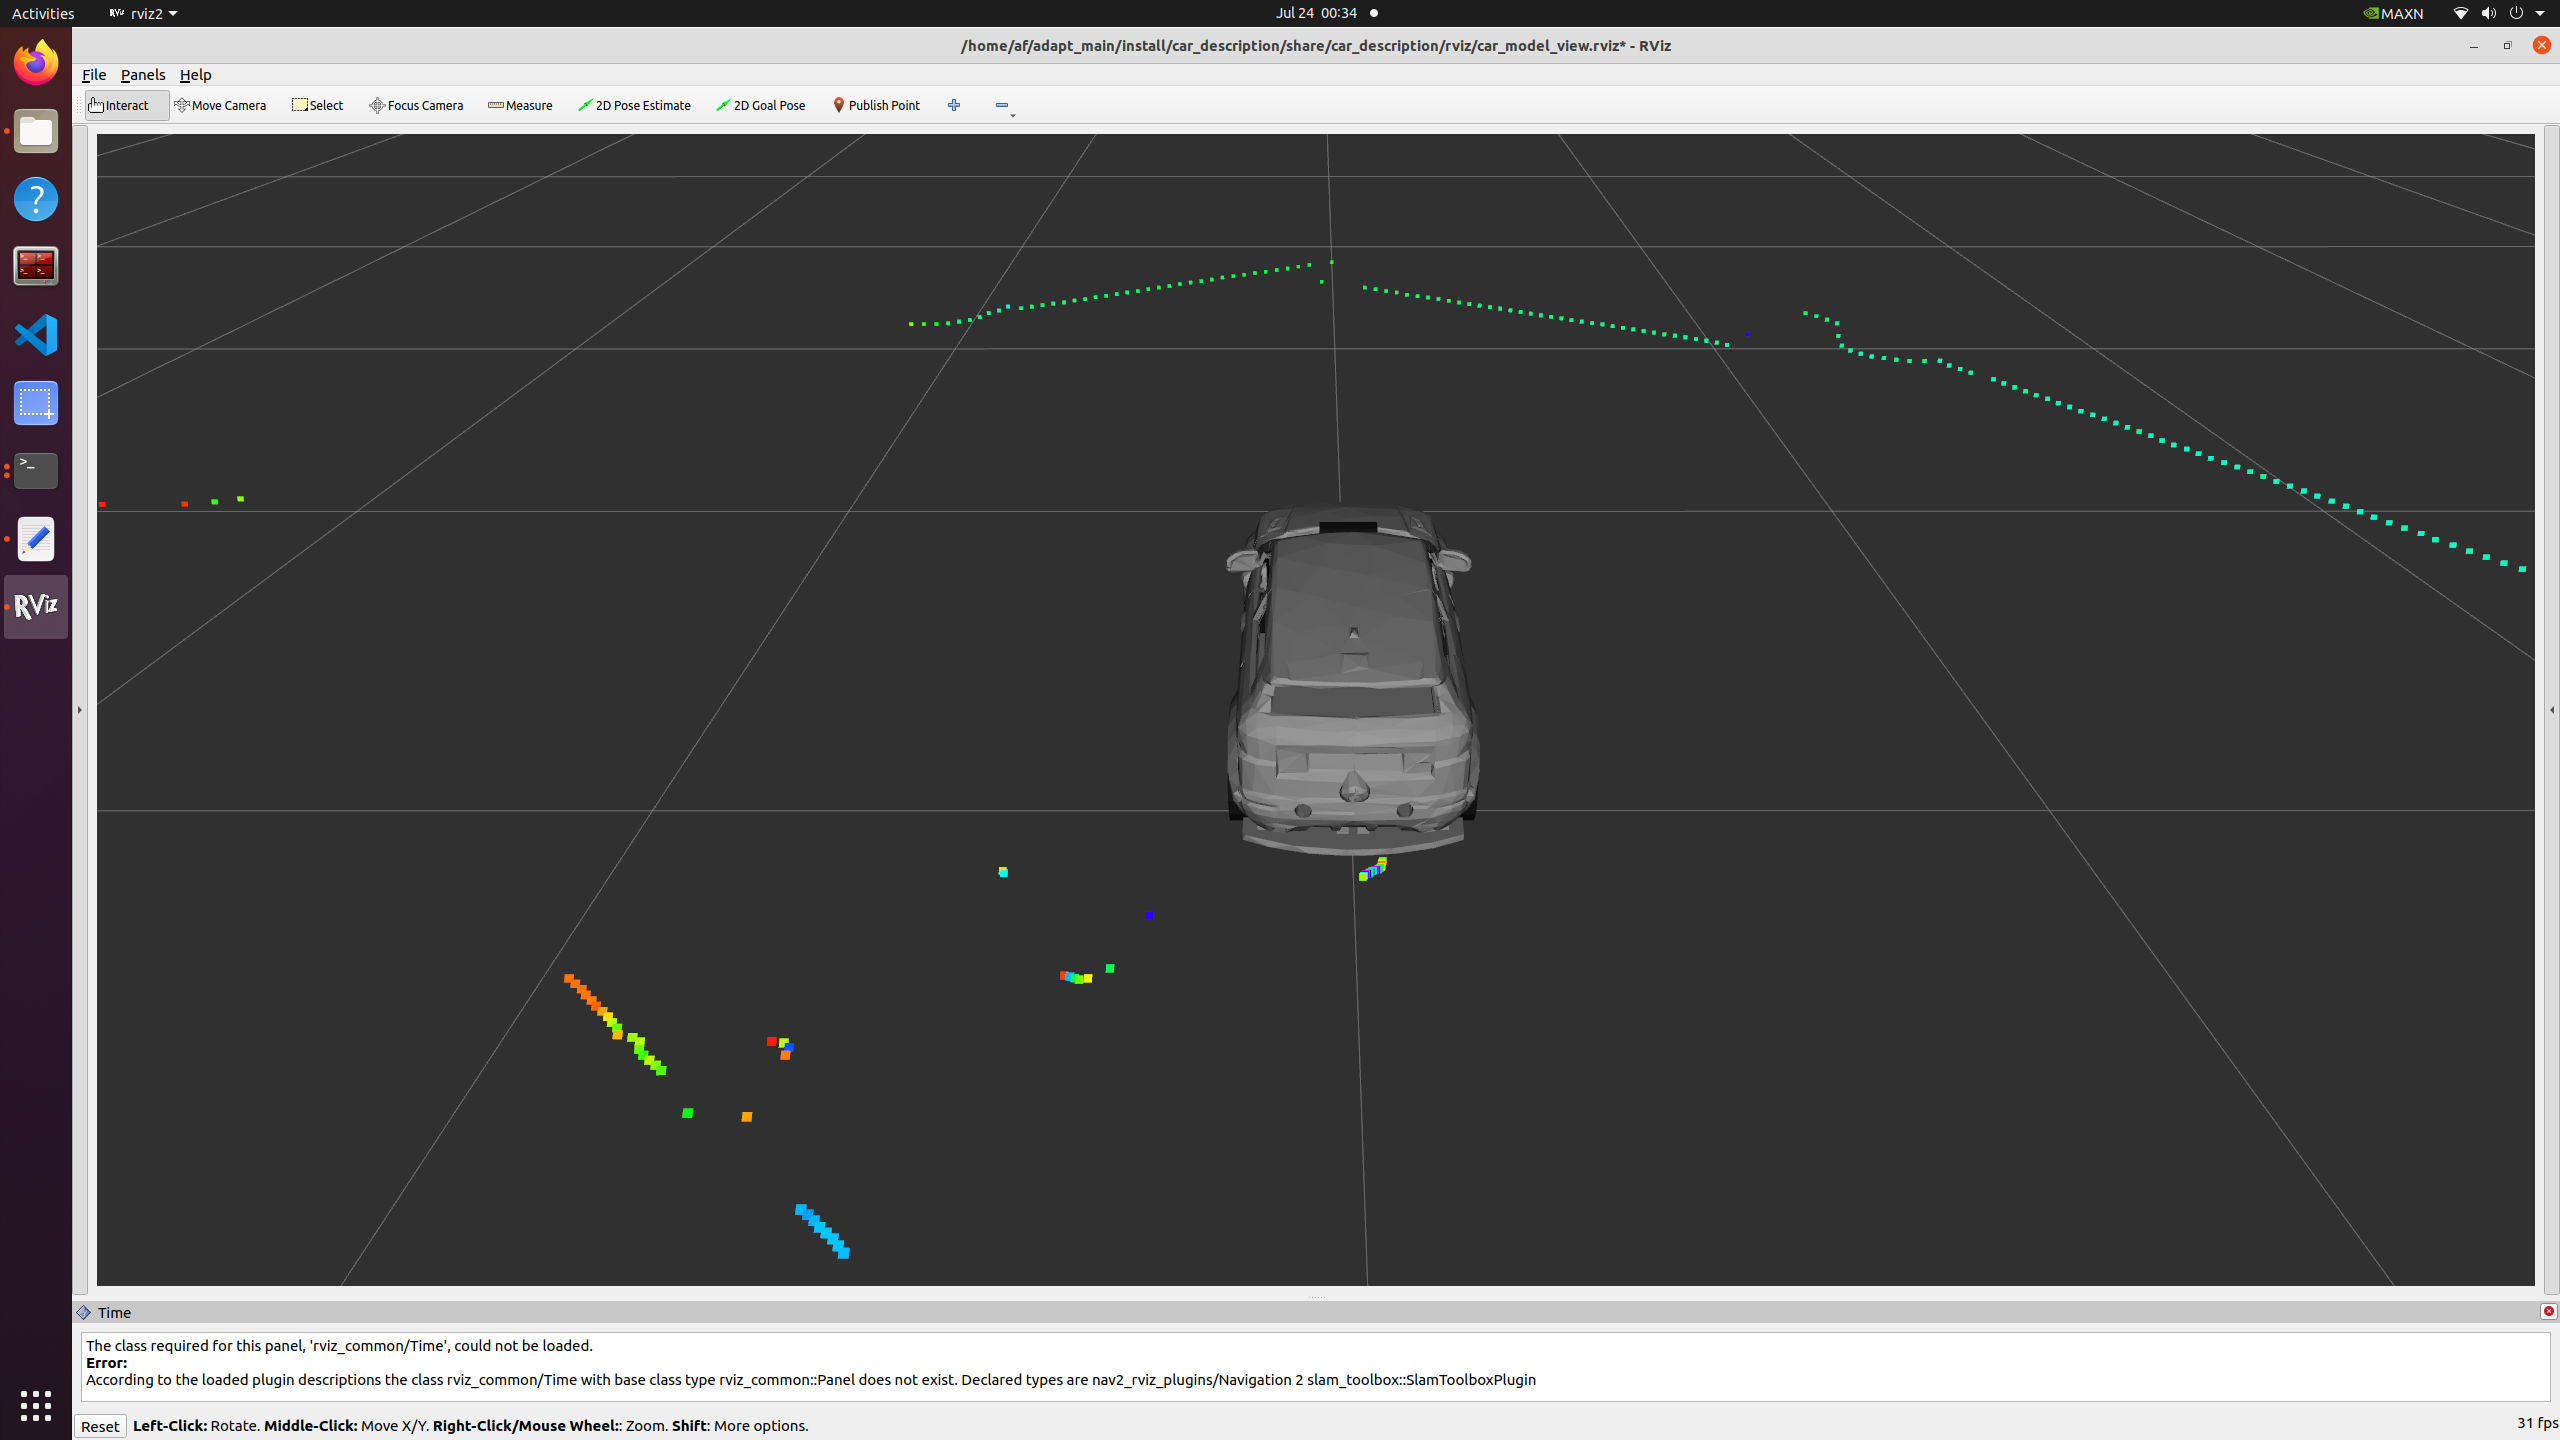 Activities rviz2 Jul 24 00:34 MAXN
/home/af/adapt_main/install/car_description/share/car_description/rviz/car_model_view.rviz* - RViz
File Panels Help
Interact Move Camera Select Focus Camera Measure 2D Pose Estimate 2D Goal Pose Publish Point
RViz
Time
The class required for this panel, 'rviz_common/Time', could not be loaded.
Error:
According to the loaded plugin descriptions the class rviz_common/Time with base class type rviz_common::Panel does not exist. Declared types are nav2_rviz_plugins/Navigation 2 slam_toolbox::SlamToolboxPlugin
Reset Left-Click: Rotate. Middle-Click: Move X/Y. Right-Click/Mouse Wheel:: Zoom. Shift: More options. 31 fps